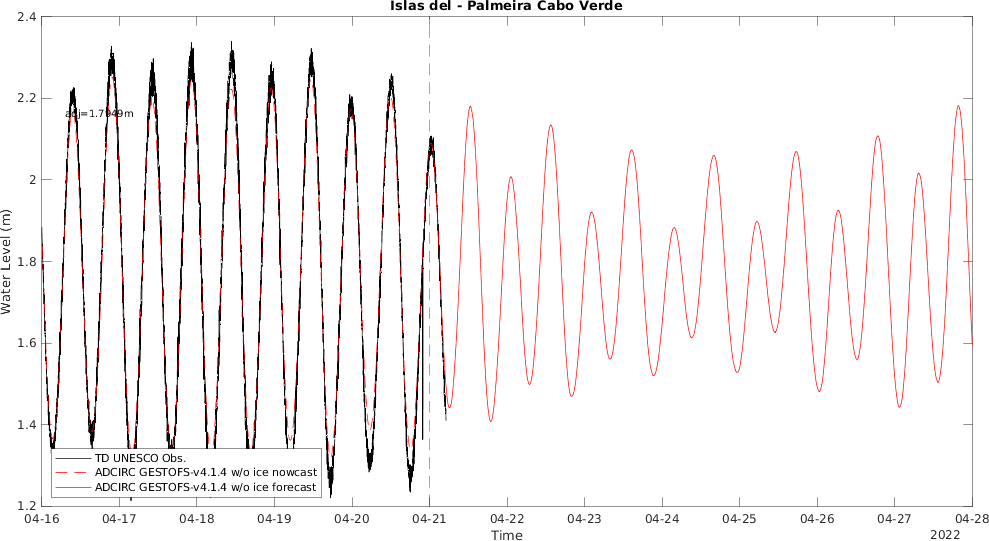 Islas del - Palmeira Cabo Verde
2.4
2.2
2
1.8
1.6
1.4
1.2
Water Level (m)
adj=1.7949m
TD UNESCO Obs.
ADCIRC GESTOFS-v4.1.4 w/o ice nowcast
ADCIRC GESTOFS-v4.1.4 w/o ice forecast
04-16 04-17 04-18 04-19 04-20 04-21 04-22 04-23 04-24 04-25 04-26 04-27 04-28
Time
2022